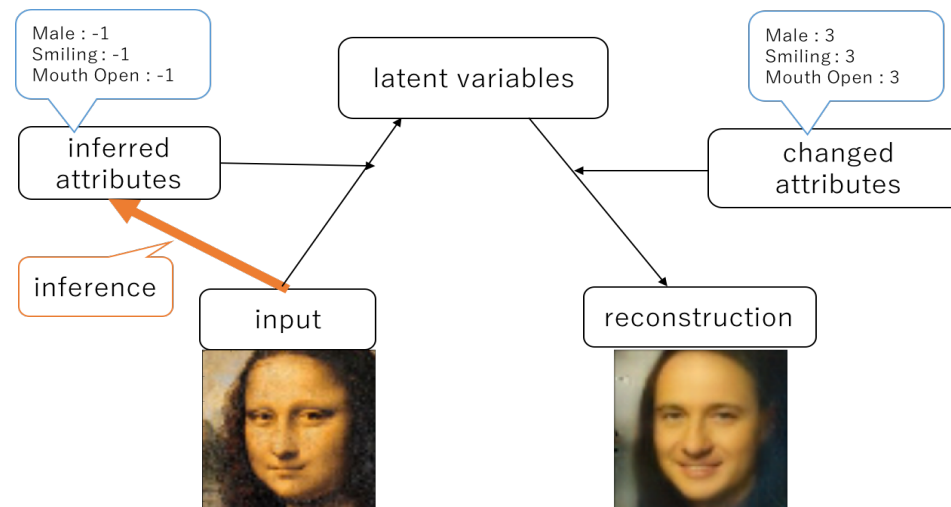 Male : -1
Smiling : -1
Mouth Open : -1
latent variables
Male : 3
Smiling : 3
Mouth Open : 3
inferred
attributes
changed
attributes
inference
input
reconstruction